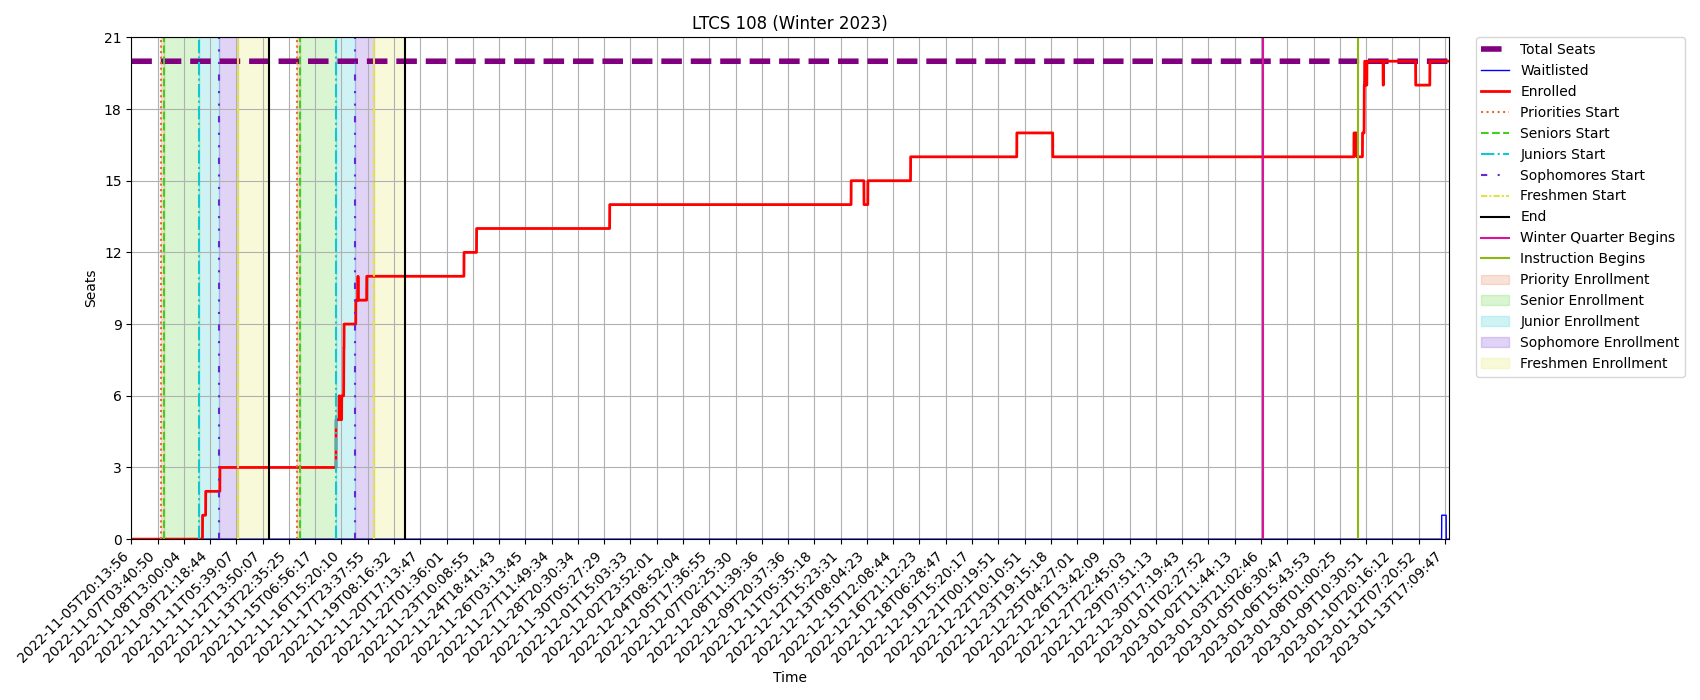 LTCS 108 (Winter 2023)
Seats
21
18
15
12
9
6
3
0
2022-11-05T20:13:56
2022-11-07T03:40:50
2022-11-08T13:00:04
2022-11-09T21:18:44
2022-11-11T05:39:07
2022-11-12T13:50:07
2022-11-13T22:35:25
2022-11-15T06:56:17
2022-11-16T15:20:10
2022-11-17T23:37:55
2022-11-19T08:16:32
2022-11-20T17:13:47
2022-11-22T01:36:01
2022-11-23T10:08:55
2022-11-24T18:41:43
2022-11-26T03:13:45
2022-11-27T11:49:34
2022-11-28T20:30:34
2022-11-30T05:27:29
2022-12-01T15:03:33
2022-12-02T23:52:01
2022-12-04T08:52:04
2022-12-05T17:36:55
2022-12-07T02:25:30
2022-12-08T11:39:36
2022-12-09T20:37:36
2022-12-11T05:35:18
2022-12-12T15:23:31
2022-12-13T08:04:23
2022-12-15T12:08:44
2022-12-16T21:12:23
2022-12-18T06:28:47
2022-12-19T15:20:17
2022-12-21T00:19:51
2022-12-22T10:10:51
2022-12-23T19:15:18
2022-12-25T04:27:01
2022-12-26T13:42:09
2022-12-27T22:45:03
2022-12-29T07:51:13
2022-12-30T17:19:43
2023-01-01T02:27:52
2023-01-02T11:44:13
2023-01-03T21:02:46
2023-01-05T06:30:47
2023-01-06T15:43:53
2023-01-08T01:00:25
2023-01-09T10:30:51
2023-01-10T20:16:12
2023-01-12T07:20:52
2023-01-13T17:09:47
Time
Total Seats
Waitlisted
Enrolled
Priorities Start
Seniors Start
Juniors Start
Sophomores Start
Freshmen Start
End
Winter Quarter Begins
Instruction Begins
Priority Enrollment
Senior Enrollment
Junior Enrollment
Sophomore Enrollment
Freshmen Enrollment